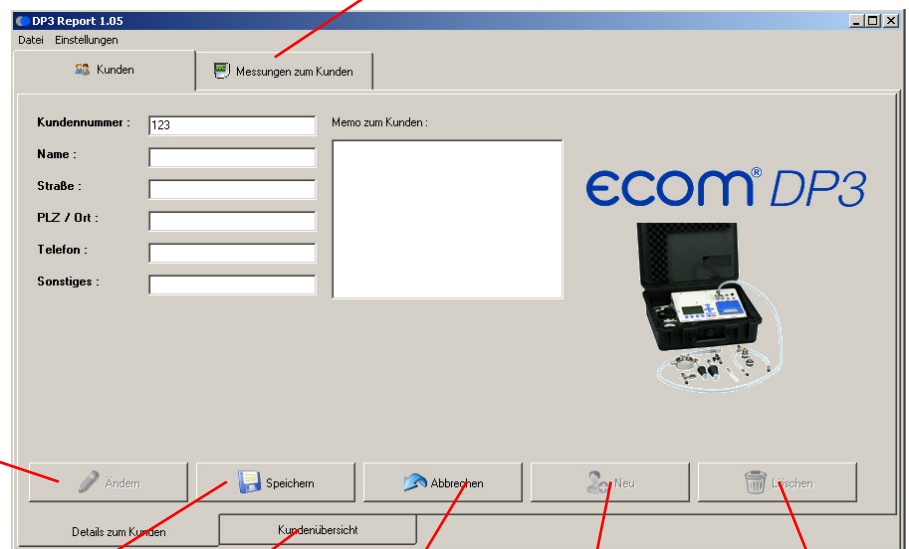 DP3 Report 1.05
Datei Einstellungen
Kunden
Messungen zum Kunden
Kundennummer : 123
Memo zum Kunden :
Name :
Straße :
PLZ / Ort :
Telefon :
Sonstiges :
ecom® DP3
Ändern
Speichern
Abbrechen
Neu
Löschen
Details zum Kunden
Kundenübersicht